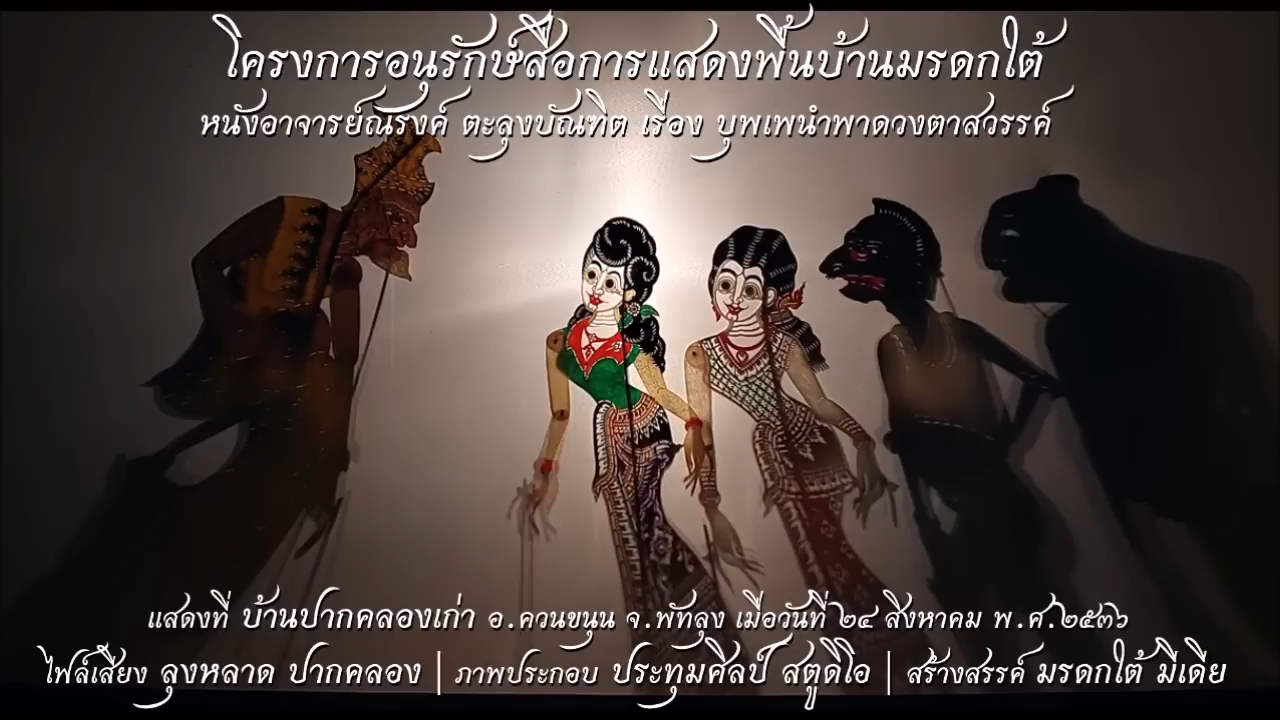 โครงการอนุรักษ์สื่อการแสดงพื้นบ้านมรดกใต้
หนังอาจารย์ณรงค์ ตะลุงบัณฑิต เรื่อง บุพเพนำพาดวงตาสวรรค์
แสดงที่ บ้านปากคลองเก่า อ.ควนขนุน จ.พัทลุง เมื่อวันที่ ๒๔ สิงหาคม พ.ศ.๒๕๓๖
ไฟล์เสียง ลุงหลาด ปากคลอง | ภาพประกอบ ประทุมศิลป์ สตูดิโอ | สร้างสรรค์ มรดกใต้ มีเดีย